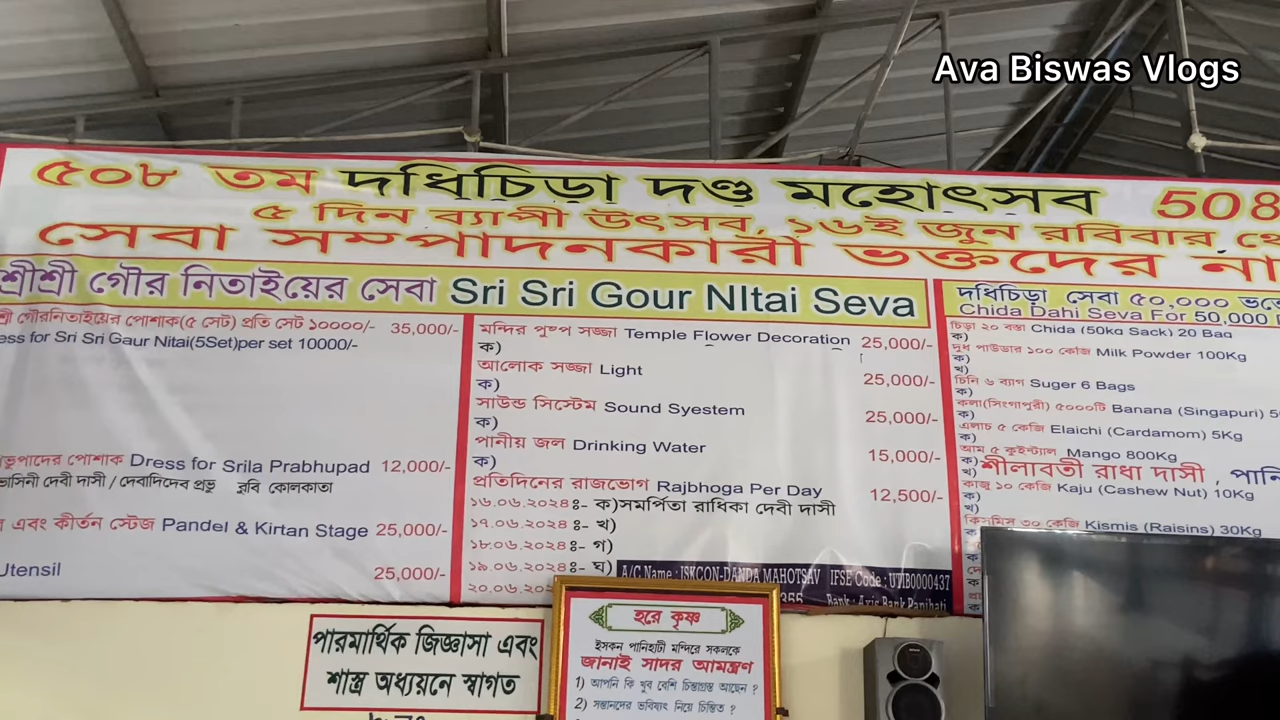 Ava Biswas Vlogs
৫০৮ তম দধিচিড়া দণ্ড মহোৎসব 508
৫ দিন ব্যাপী উৎসব, ১৬ই জুন রবিবার
সেবা সম্পাদনকারী ভক্তদের
শ্রীশ্রী গৌর নিতাইয়ের সেবা Sri Sri Gour NItai Seva
শ্রী গৌরনিতাইয়ের পোশাক(৫ সেট) প্রতি সেট ১০০০০/- 35,000/-
for Sri Sri Gaur Nitai(5Set)per set 10000/-
পোশাক Dress for Srila Prabhupad 12,000/-
দেবী দাসী / দেবাদিদেব প্রভু রুবি কোলকাতা
এবং কীর্তন স্টেজ Pandel & Kirtan Stage 25,000/-
Utensil 25,000/-
মন্দির পুষ্প সজ্জা Temple Flower Decoration 25,000/-
ক)
আলোক সজ্জা Light 25,000/-
ক)
সাউন্ড সিস্টেম Sound Syestem 25,000/-
ক)
পানীয় জল Drinking Water 15,000/-
ক)
প্রতিদিনের রাজভোগ Rajbhoga Per Day 12,500/-
১৬.০৬.২০২৪ঃ- ক)সমর্পিতা রাধিকা দেবী দাসী
১৭.০৬.২০২৪ঃ- খ)
১৮.০৬.২০২৪ঃ- গ)
১৯.০৬.২০২৪ঃ- ঘ)
২০.০৬.২০
A/C Name : ISKCON-DANDA MAHOTSAV IFSE Code : UTIB0000437
Bank : Axis Bank Panihati
দধিচিড়া সেবা ৫০,০০০
Chida Dahi Seva For 50,000
চিড়া ২০ বস্তা Chida (50kg Sack) 20 Bag
ক)
দুধ পাউডার ১০০ কেজি Milk Powder 100Kg
ক)
খ)
চিনি ৬ ব্যাগ Suger 6 Bags
ক)
কলা(সিংগাপুরী) ৫০০০টি Banana (Singapuri)
ক)
এলাচ ৫ কেজি Elaichi (Cardamom) 5Kg
ক)
আম ৫ কুইন্ট্যাল Mango 800Kg
ক)
খ) শীলাবতী রাধা দাসী ,
কাজু ১০ কেজি Kaju (Cashew Nut) 10Kg
ক)
খ)
কিসমিস ৩০ কেজি Kismis (Raisins) 30Kg
ক)
পারমার্থিক জিজ্ঞাসা এবং
শাস্ত্র অধ্যয়নে স্বাগত
হরে কৃষ্ণ
ইসকন পানিহাটী মন্দিরে সকলকে
জানাই সাদর আমন্ত্রণ
1) আপনি কি খুব বেশি চিন্তাগ্রস্ত আছেন ?
2) সন্তানদের ভবিষ্যৎ নিয়ে চিন্তিত ?